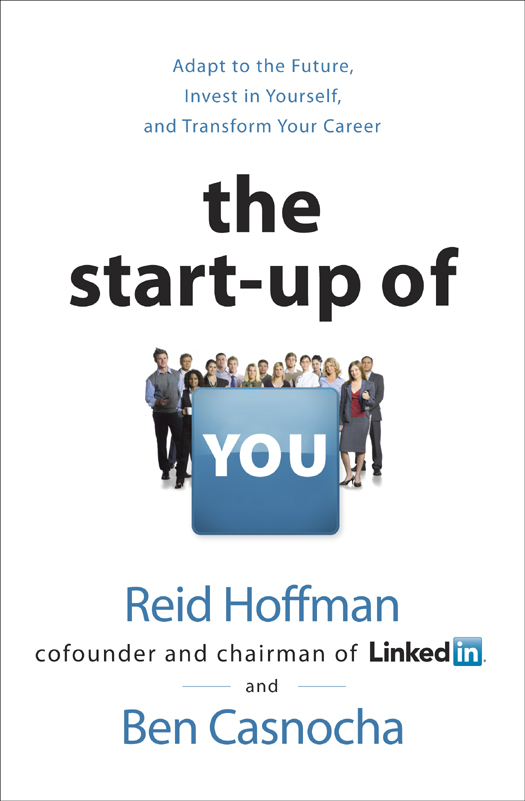 Adapt to the Future,
Invest in Yourself,
and Transform Your Career
the
start-up of
YOU
Reid Hoffman
cofounder and chairman of Linkedin
and
Ben Casnocha